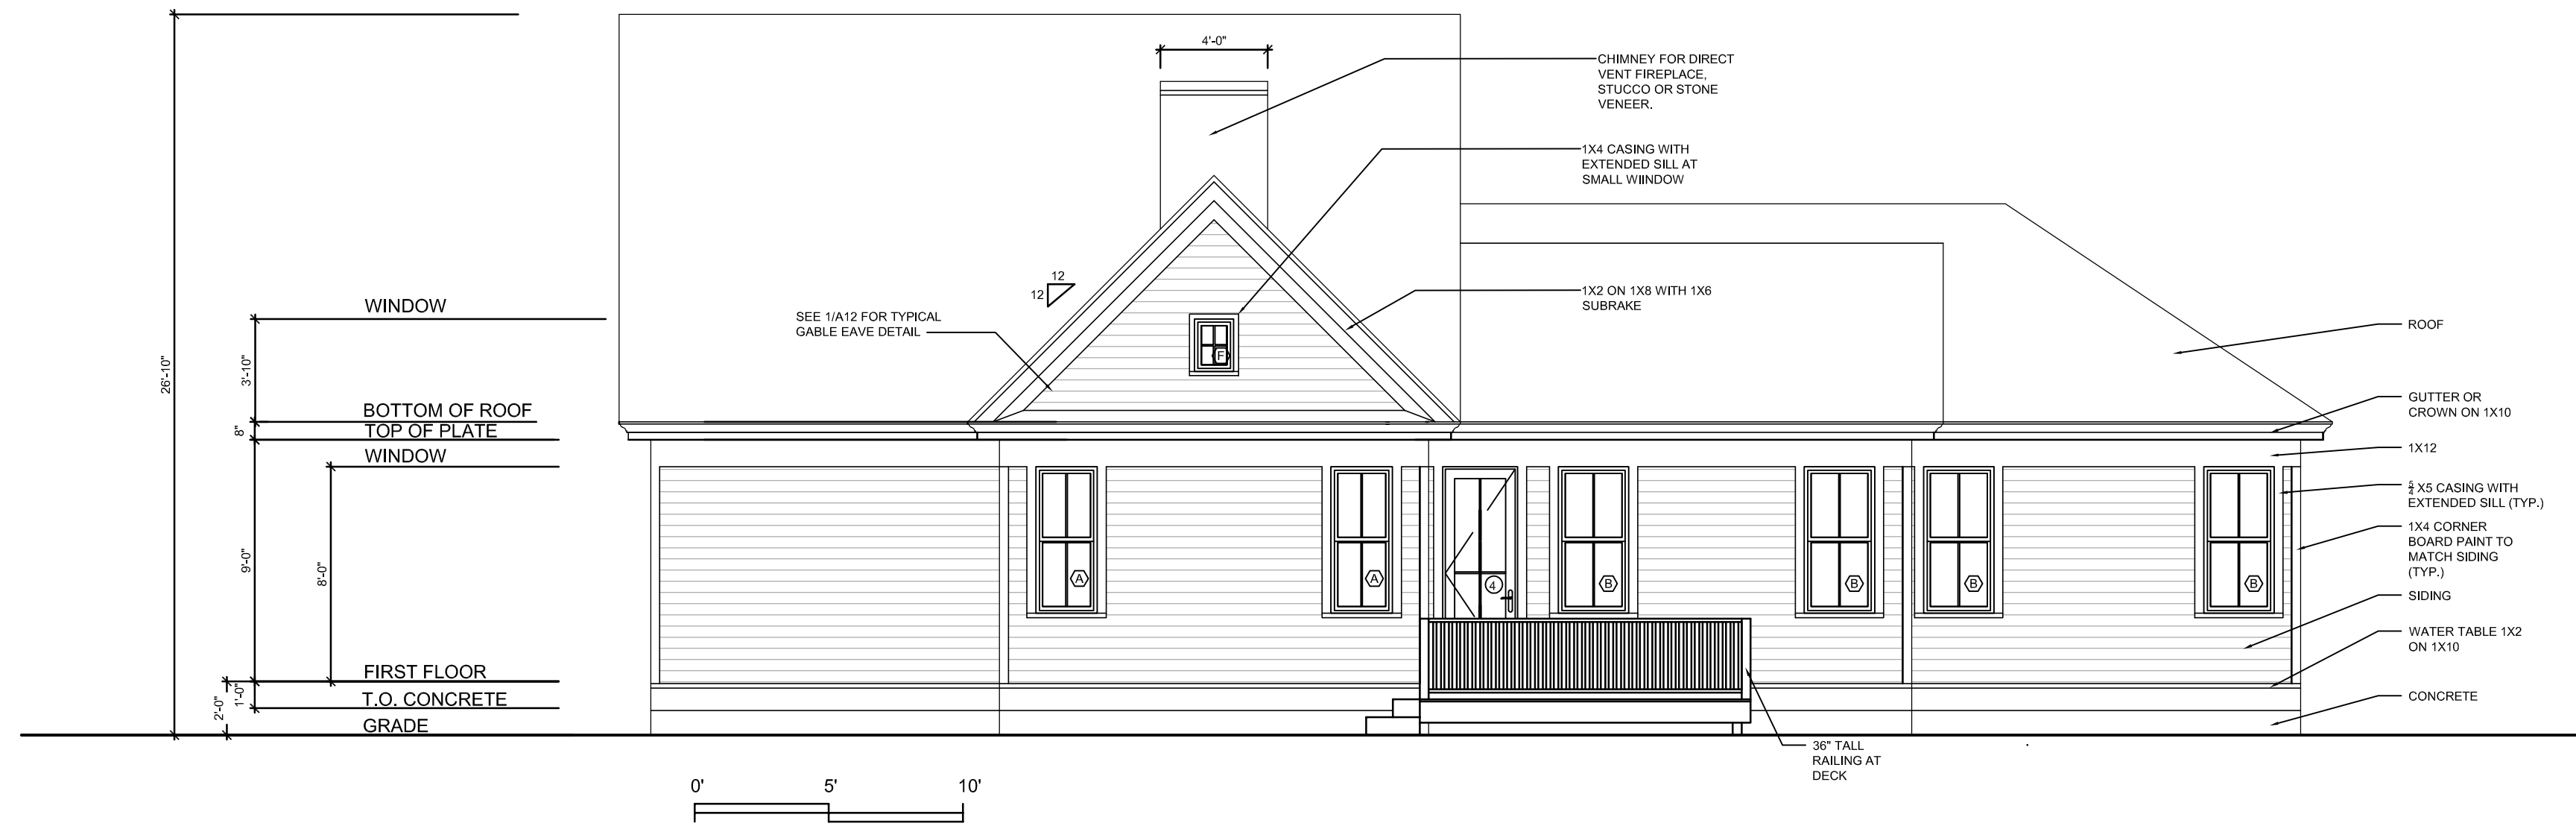 4'-0"
CHIMNEY FOR DIRECT
VENT FIREPLACE,
STUCCO OR STONE
VENEER.
1X4 CASING WITH
EXTENDED SILL AT
SMALL WIINDOW
12
12
1X2 ON 1X8 WITH 1X6
SUBRAKE
SEE 1/A12 FOR TYPICAL
GABLE EAVE DETAIL
F
WINDOW
BOTTOM OF ROOF
TOP OF PLATE
WINDOW
FIRST FLOOR
T.O. CONCRETE
GRADE
26'-10"
3'-10"
8"
9'-0"
8'-0"
1'-0"
2'-0"
A
A
4
B
B
B
B
ROOF
GUTTER OR
CROWN ON 1X10
1X12
5/4 X5 CASING WITH
EXTENDED SILL (TYP.)
1X4 CORNER
BOARD PAINT TO
MATCH SIDING
(TYP.)
SIDING
WATER TABLE 1X2
ON 1X10
CONCRETE
36" TALL
RAILING AT
DECK
0' 5' 10'